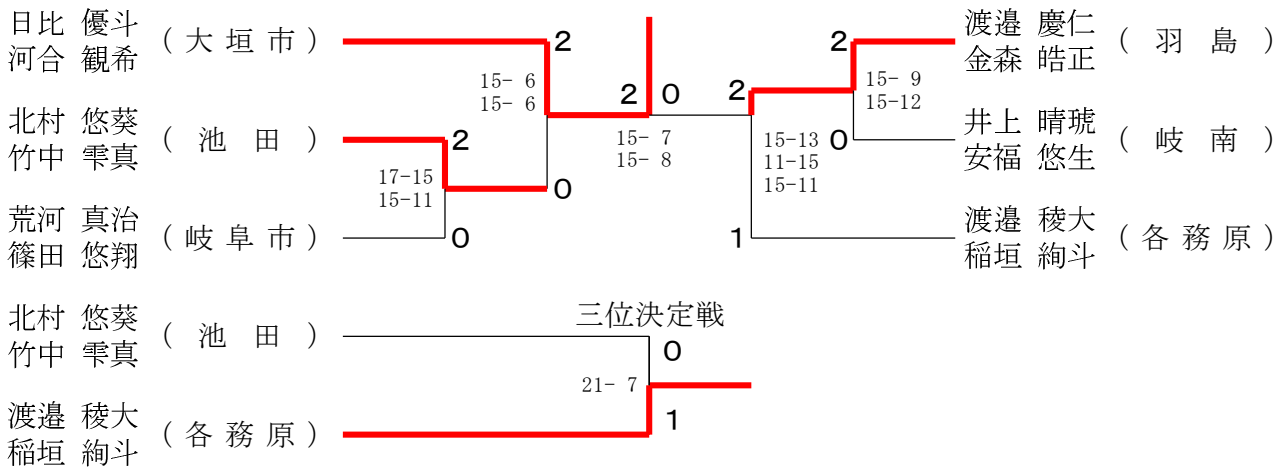 日比 優斗
河合 観希
( 大 垣 市 )
2
15- 6
15- 6
北村 悠葵
竹中 雫真
( 池 田 )
2
17-15
15-11
0
荒河 真治
篠田 悠翔
( 岐 阜 市 )
0
2 0
15- 7
15- 8
渡邉 慶仁
金森 皓正
( 羽 島 )
2
15- 9
15-12
井上 晴琥
安福 悠生
( 岐 南 )
0
2
15-13
11-15
15-11
渡邉 稜大
稲垣 絢斗
( 各 務 原 )
1
三位決定戦
北村 悠葵
竹中 雫真
( 池 田 )
0
21- 7
渡邉 稜大
稲垣 絢斗
( 各 務 原 )
1